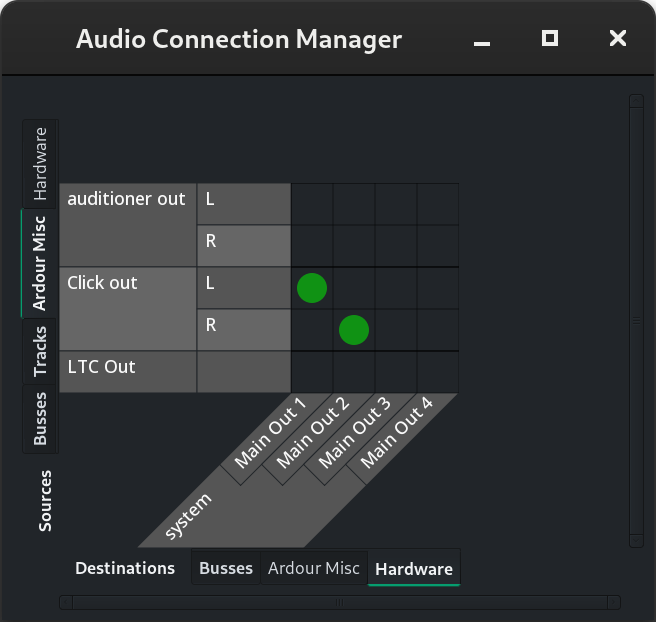 Audio Connection Manager
Hardware
Ardour Misc
Tracks
Busses
Sources
auditioner out L
R
Click out L
R
LTC Out
Main Out 1
Main Out 2
Main Out 3
Main Out 4
system
Destinations Busses Ardour Misc Hardware